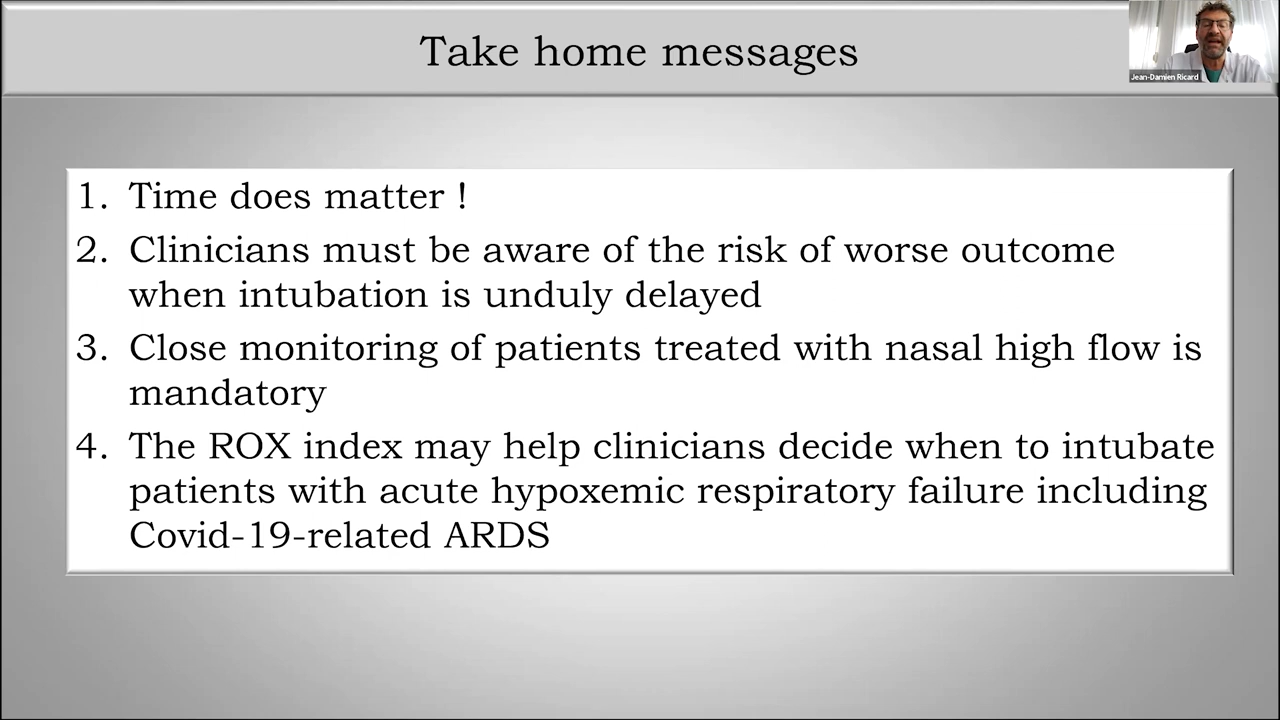 Take home messages
Jean-Damien Ricard
1. Time does matter !
2. Clinicians must be aware of the risk of worse outcome
when intubation is unduly delayed
3. Close monitoring of patients treated with nasal high flow is
mandatory
4. The ROX index may help clinicians decide when to intubate
patients with acute hypoxemic respiratory failure including
Covid-19-related ARDS